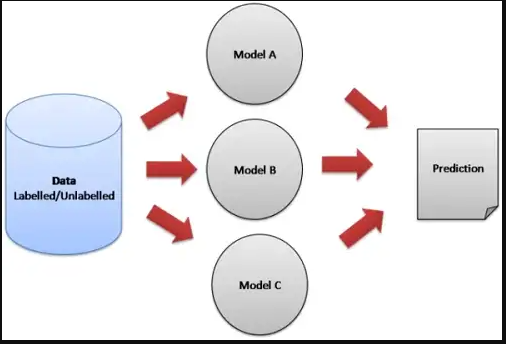 Model A
Data
Labelled/Unlabelled
Model B
Prediction
Model C